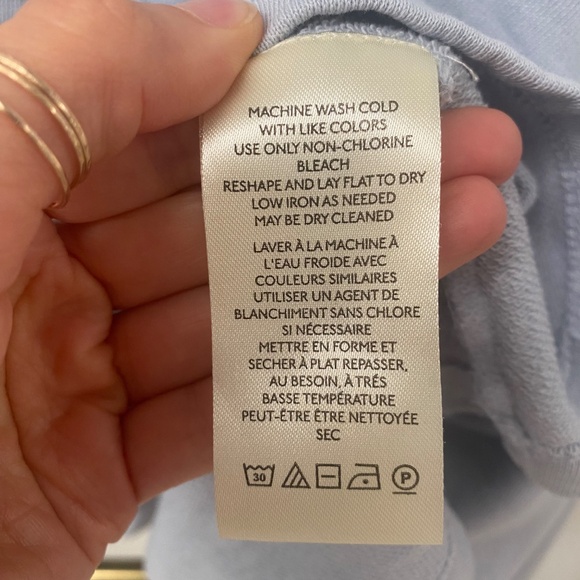 MACHINE WASH COLD
WITH LIKE COLORS
USE ONLY NON-CHLORINE
BLEACH
RESHAPE AND LAY FLAT TO DRY
LOW IRON AS NEEDED
MAY BE DRY CLEANED
LAVER À LA MACHINE À
L'EAU FROIDE AVEC
COULEURS SIMILAIRES
UTILISER UN AGENT DE
BLANCHIMENT SANS CHLORE
SI NÉCESSAIRE
METTRE EN FORME ET
SECHER À PLAT REPASSER,
AU BESOIN, À TRÉS
BASSE TEMPÉRATURE
PEUT-ÉTRE ÊTRE NETTOYÉE
SEC
30 P